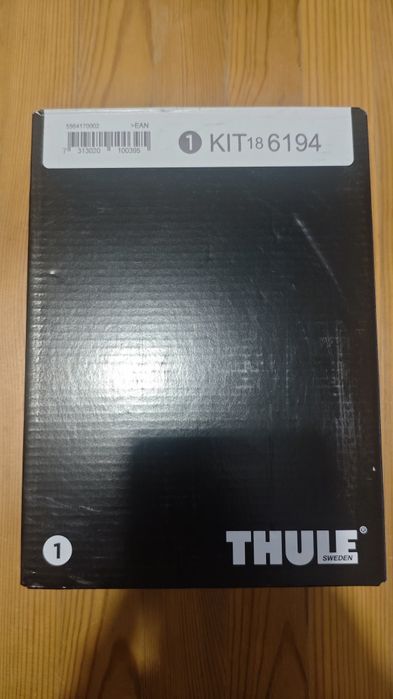 5564170002 >EAN
7 313020 100395
1 KIT 18 6194
1
THULE®
SWEDEN